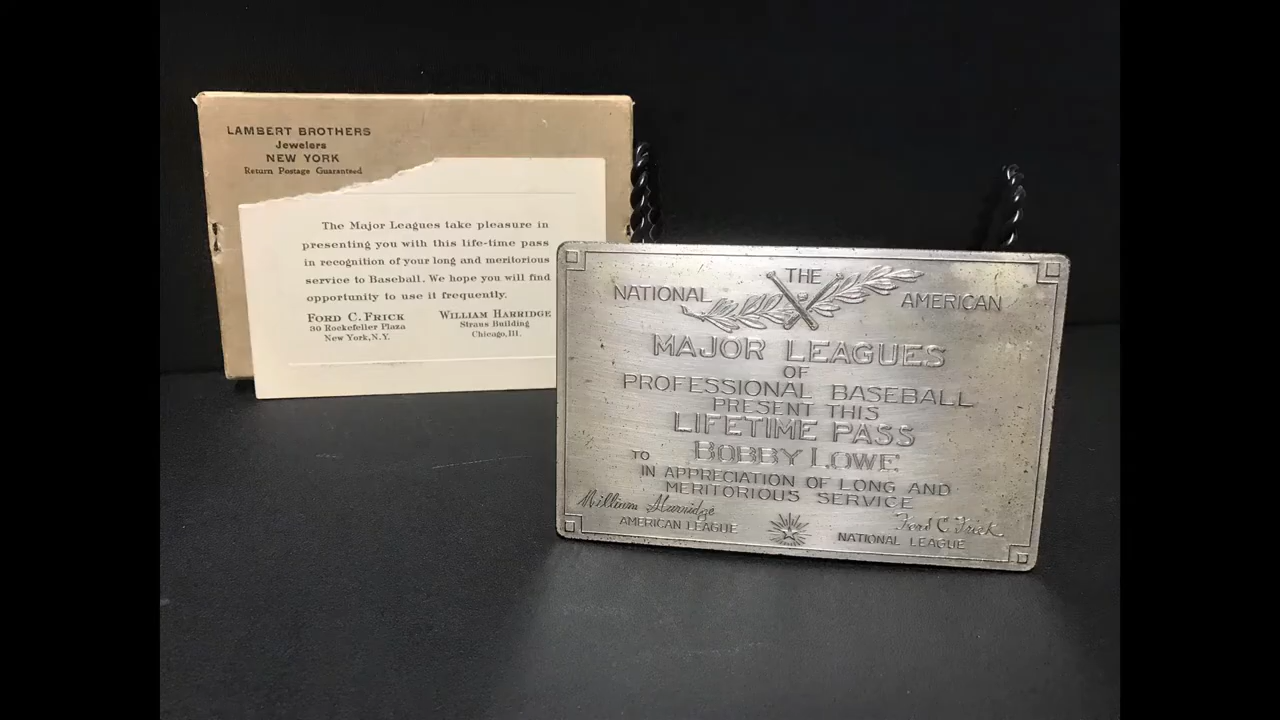 LAMBERT BROTHERS
Jewelers
NEW YORK
Return Postage Guaranteed
The Major Leagues take pleasure in
presenting you with this life-time pass
in recognition of your long and meritorious
service to Baseball. We hope you will find
opportunity to use it frequently.
FORD C. FRICK
30 Rockefeller Plaza
New York, N.Y.
WILLIAM HARRIDGE
Straus Building
Chicago, Ill.
THE
NATIONAL AMERICAN
MAJOR LEAGUES
OF
PROFESSIONAL BASEBALL
PRESENT THIS
LIFETIME PASS
TO BOBBY LOWE
IN APPRECIATION OF LONG AND
MERITORIOUS SERVICE
William Harridge
AMERICAN LEAGUE
Ford C Frick
NATIONAL LEAGUE